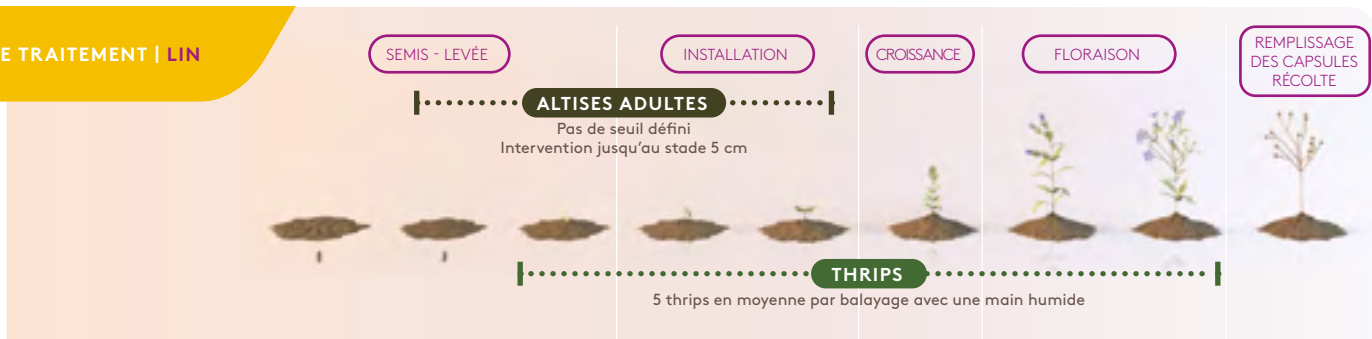 E TRAITEMENT | LIN
SEMIS - LEVÉE
INSTALLATION
CROISSANCE
FLORAISON
REMPLISSAGE
DES CAPSULES
RÉCOLTE
ALTISES ADULTES
Pas de seuil défini
Intervention jusqu'au stade 5 cm
THRIPS
5 thrips en moyenne par balayage avec une main humide